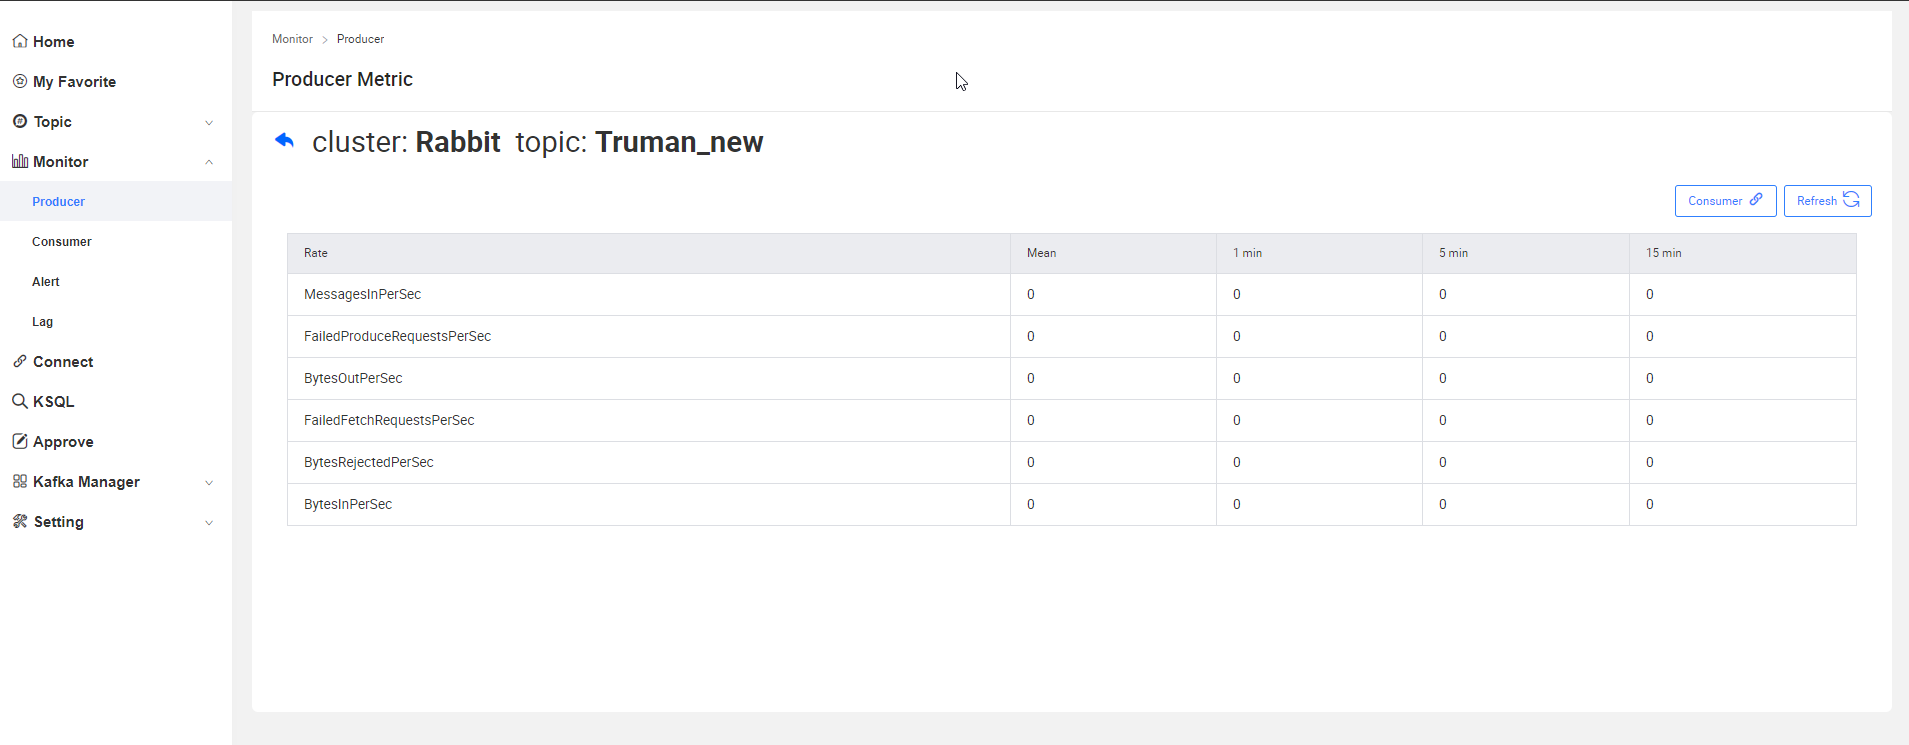 Home
My Favorite
Topic
Monitor
Producer
Consumer
Alert
Lag
Connect
KSQL
Approve
Kafka Manager
Setting
Monitor > Producer
Producer Metric
cluster: Rabbit topic: Truman_new
Consumer Refresh
Rate Mean 1 min 5 min 15 min
MessagesInPerSec 0 0 0 0
FailedProduceRequestsPerSec 0 0 0 0
BytesOutPerSec 0 0 0 0
FailedFetchRequestsPerSec 0 0 0 0
BytesRejectedPerSec 0 0 0 0
BytesInPerSec 0 0 0 0